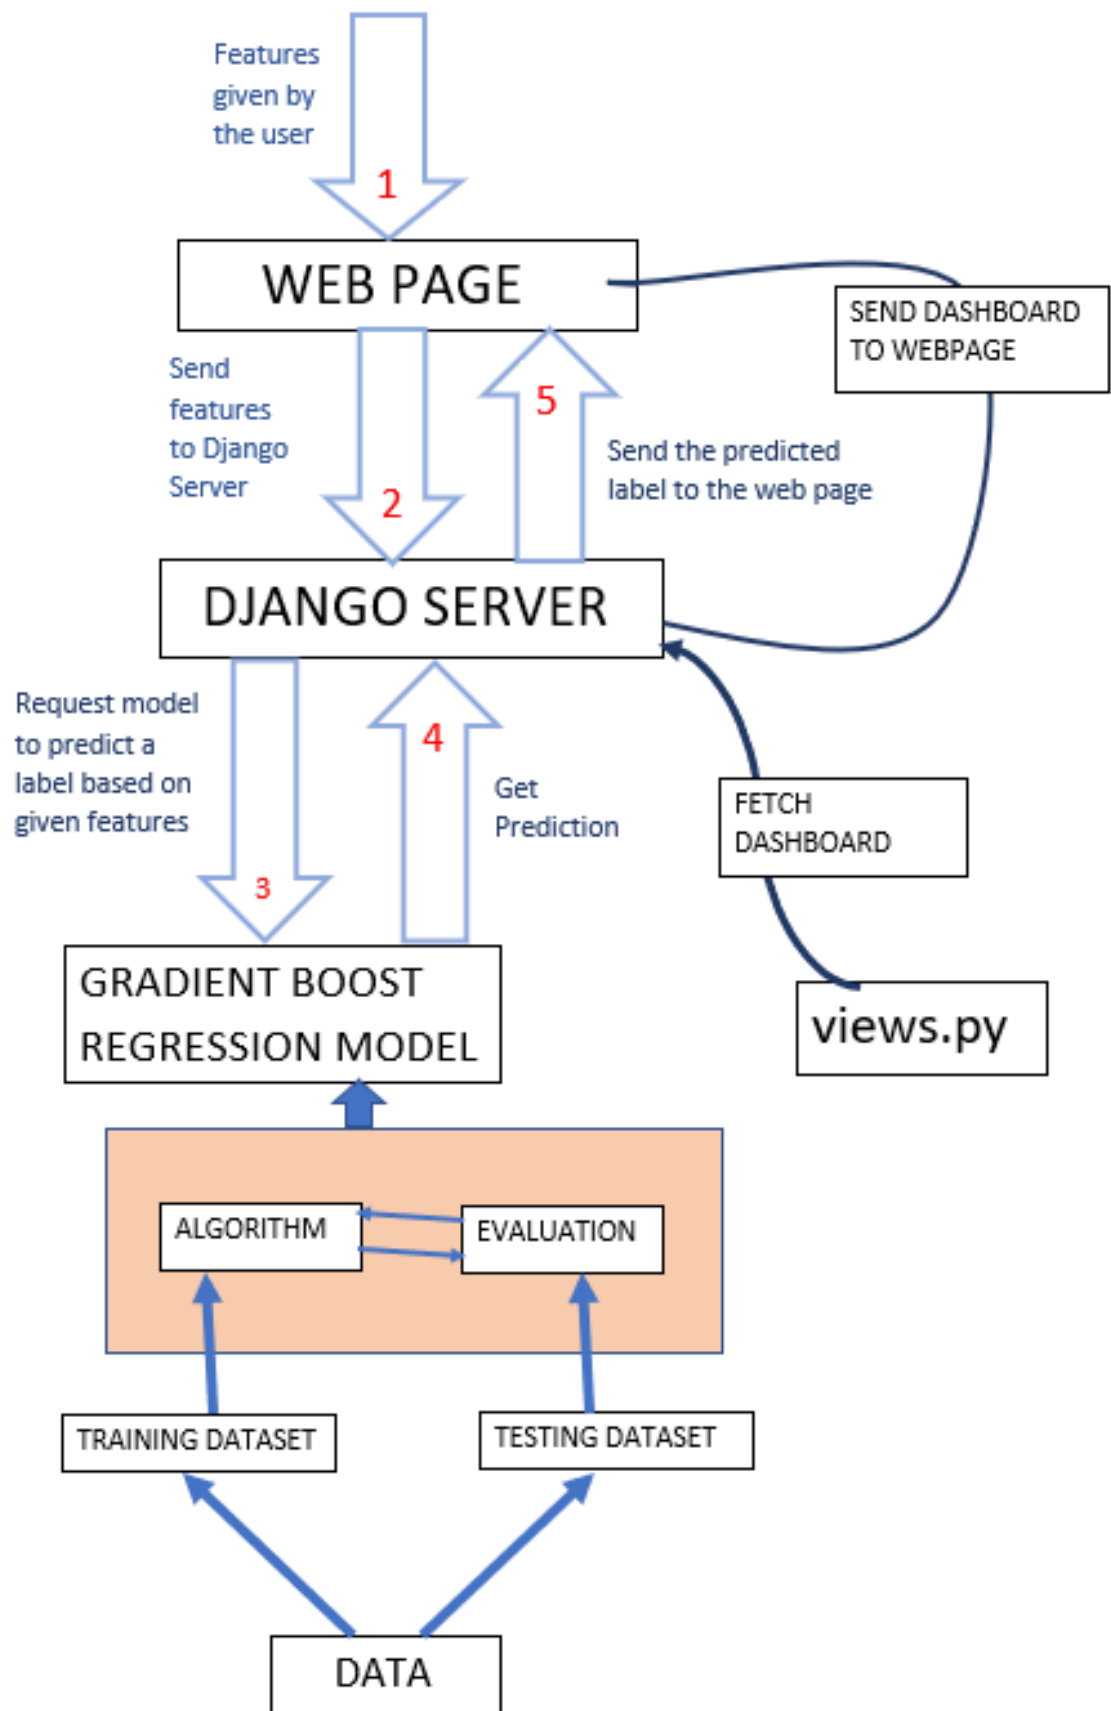 Features
given by
the user
1
WEB PAGE
SEND DASHBOARD
TO WEBPAGE
Send
features
to Django
Server
2
5
Send the predicted
label to the web page
DJANGO SERVER
Request model
to predict a
label based on
given features
3
4
Get
Prediction
FETCH
DASHBOARD
GRADIENT BOOST
REGRESSION MODEL
views.py
ALGORITHM
EVALUATION
TRAINING DATASET
TESTING DATASET
DATA